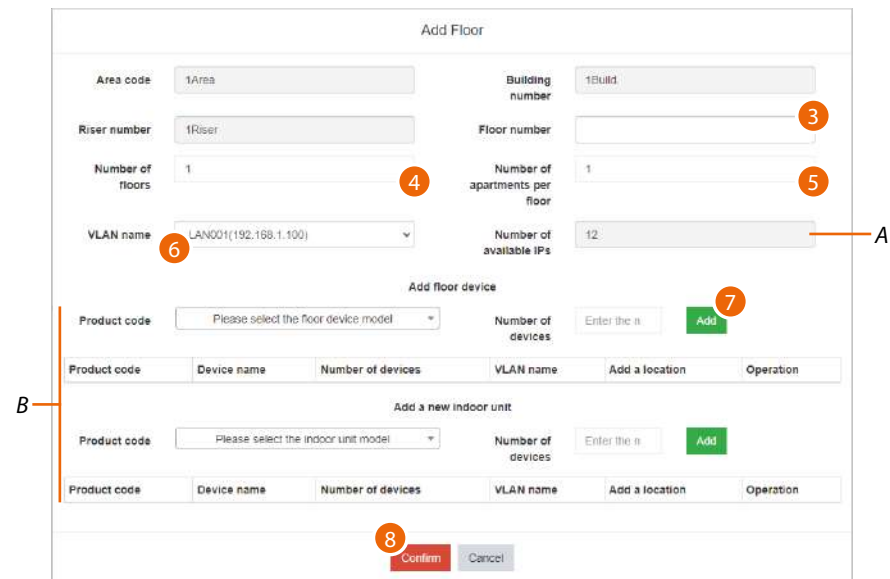 Add Floor
Area code 1Area Building number 1Build
3
Riser number 1Riser Floor number
Number of floors 1 4 Number of apartments per floor 1 5
VLAN name LAN001(192.168.1.100) 6 Number of available IPs 12 A
Add floor device
7
Product code Please select the floor device model Number of devices Enter the n Add
Product code Device name Number of devices VLAN name Add a location Operation
B
Add a new indoor unit
Product code Please select the indoor unit model Number of devices Enter the n Add
Product code Device name Number of devices VLAN name Add a location Operation
8
Confirm Cancel